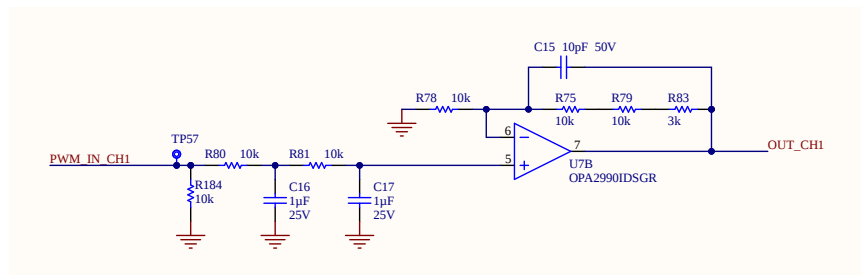 C15 10pF 50V
R78 10k
R75 R79 R83
10k 10k 3k
TP57
6
7
OUT_CH1
PWM_IN_CH1
R80 10k R81 10k
5
U7B
OPA2990IDSGR
R184
10k
C16
1µF
25V
C17
1µF
25V